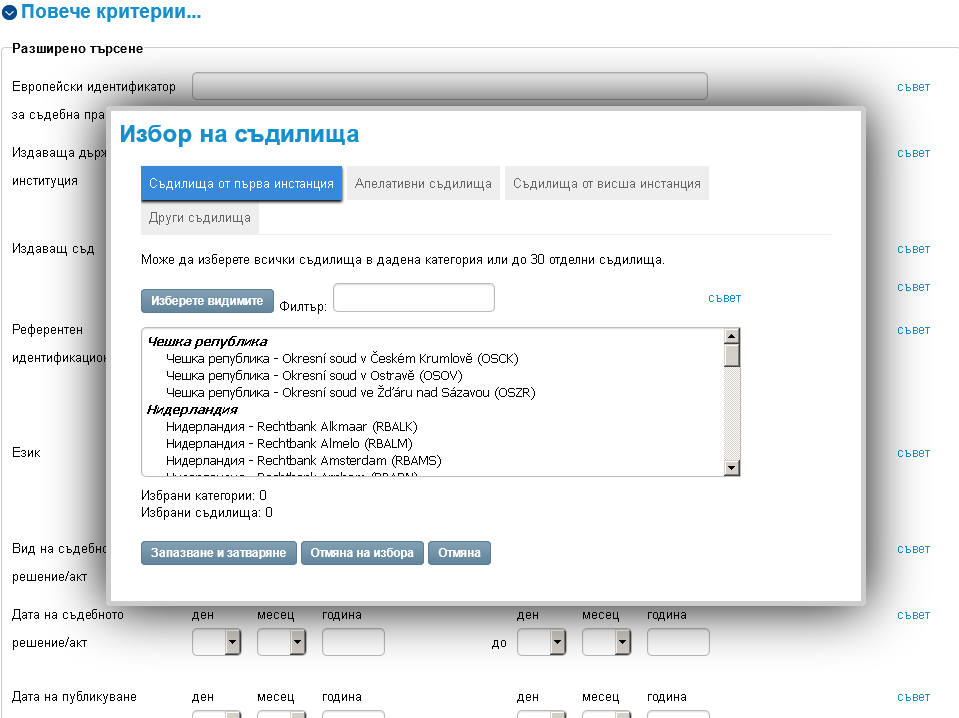 Повече критерии...
Разширено търсене
Европейски идентификатор съвет
за съдебна пра
Избор на съдилища
Издаваща държ съвет
институция
Съдилища от първа инстанция Апелативни съдилища Съдилища от висша инстанция
Други съдилища
Издаващ съд съвет
Може да изберете всички съдилища в дадена категория или до 30 отделни съдилища.
съвет
Изберете видимите Филтър: съвет
Референтен съвет
идентификацион
Чешка република
Чешка република - Okresní soud v Českém Krumlově (OSCK)
Чешка република - Okresní soud v Ostravě (OSOV)
Чешка република - Okresní soud ve Žďáru nad Sázavou (OSZR)
Нидерландия
Нидерландия - Rechtbank Alkmaar (RBALK)
Нидерландия - Rechtbank Almelo (RBALM)
Нидерландия - Rechtbank Amsterdam (RBAMS)
Език съвет
Избрани категории: 0
Избрани съдилища: 0
Запазване и затваряне Отмяна на избора Отмяна
Вид на съдебно съвет
решение/акт
Дата на съдебното ден месец година ден месец година съвет
решение/акт до
Дата на публикуване ден месец година ден месец година съвет